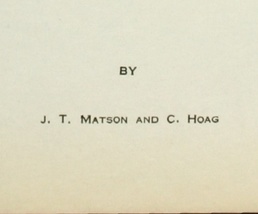 BY
J. T. MATSON AND C. HOAG